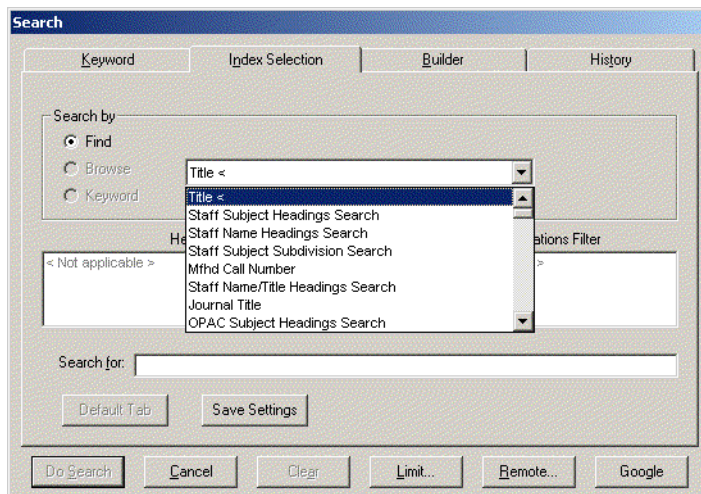 Search
Keyword Index Selection Builder History
Search by
Find
Browse Title <
Keyword Title <
Staff Subject Headings Search
Staff Name Headings Search
He ations Filter
Staff Subject Subdivision Search
< Not applicable > >
Mfhd Call Number
Staff Name/Title Headings Search
Journal Title
OPAC Subject Headings Search
Search for:
Default Tab Save Settings
Do Search Cancel Clear Limit... Remote... Google